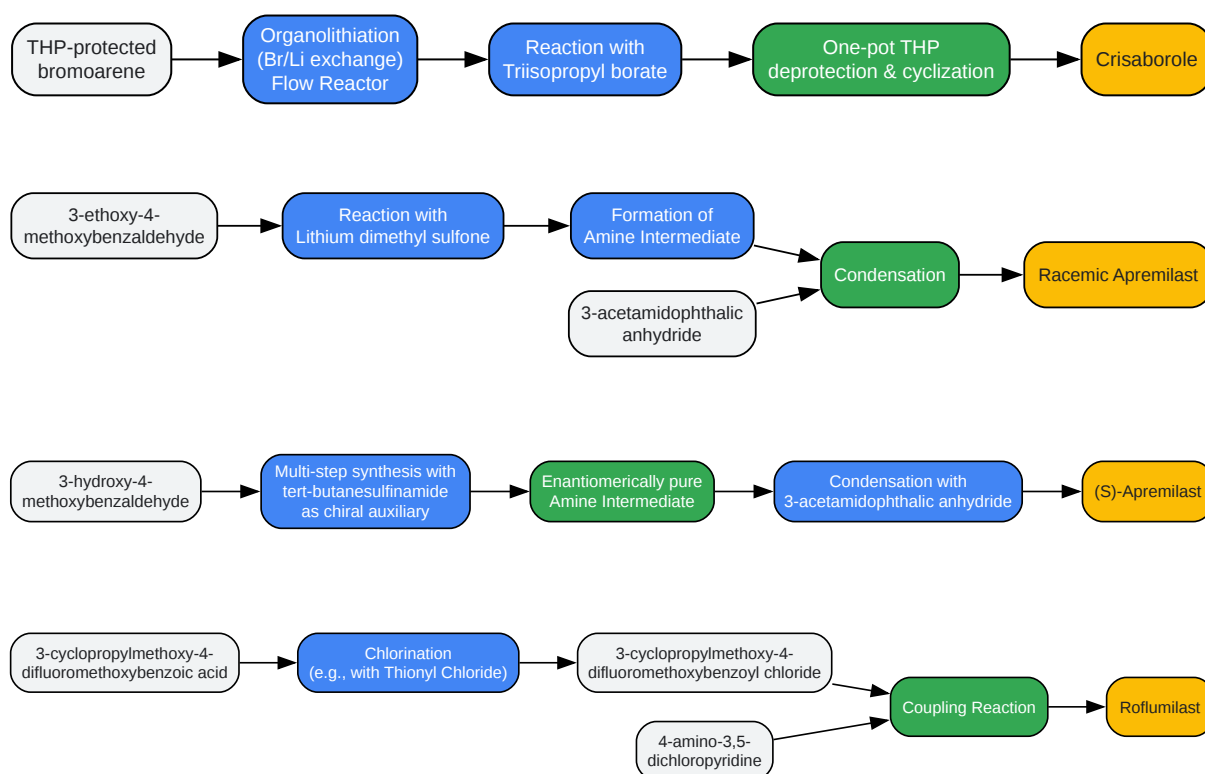 THP-protected
bromoarene
Organolithiation
(Br/Li exchange)
Flow Reactor
Reaction with
Triisopropyl borate
One-pot THP
deprotection & cyclization
Crisaborole
3-ethoxy-4-
methoxybenzaldehyde
Reaction with
Lithium dimethyl sulfone
Formation of
Amine Intermediate
3-acetamidophthalic
anhydride
Condensation
Racemic Apremilast
3-hydroxy-4-
methoxybenzaldehyde
Multi-step synthesis with
tert-butanesulfinamide
as chiral auxiliary
Enantiomerically pure
Amine Intermediate
Condensation with
3-acetamidophthalic anhydride
(S)-Apremilast
3-cyclopropylmethoxy-4-
difluoromethoxybenzoic acid
Chlorination
(e.g., with Thionyl Chloride)
3-cyclopropylmethoxy-4-
difluoromethoxybenzoyl chloride
4-amino-3,5-
dichloropyridine
Coupling Reaction
Roflumilast